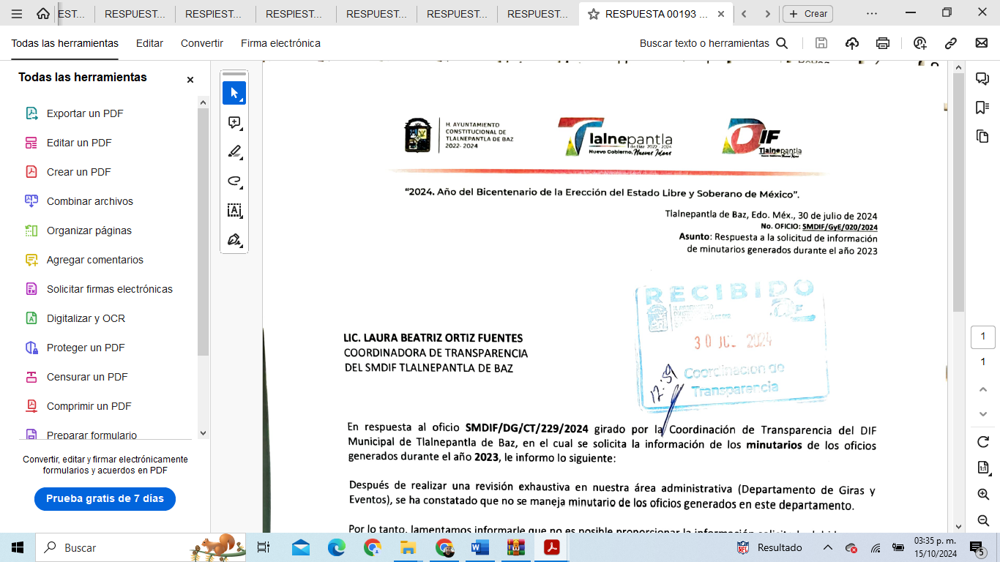 EST...
RESPUEST...
RESPUEST...
RESPIEST...
RESPIEST...
RESPUEST...
RESPUEST...
RESPUEST...
RESPUESTA 00193 ...
Crear
Todas las herramientas
Editar
Convertir
Firma electrónica
Buscar texto o herramientas
Todas las herramientas
Exportar un PDF
Editar un PDF
Crear un PDF
Combinar archivos
Organizar páginas
Agregar comentarios
Solicitar firmas electrónicas
Digitalizar y OCR
Proteger un PDF
Censurar un PDF
Comprimir un PDF
Preparar formulario
Convertir, editar y firmar electrónicamente
formularios y acuerdos en PDF
Prueba gratis de 7 días
H. AYUNTAMIENTO
CONSTITUCIONAL DE
TLALNEPANTLA DE BAZ
2022- 2024
Tlalnepantla
de Baz 2022 - 2024
Nuevo Gobierno, Nuevas Ideas
DIF
Tlalnepantla
“2024. Año del Bicentenario de la Erección del Estado Libre y Soberano de México”.
Tlalnepantla de Baz, Edo. Méx., 30 de julio de 2024
No. OFICIO: SMDIF/GyE/020/2024
Asunto: Respuesta a la solicitud de información
de minutarios generados durante el año 2023
RECIBIDO
30 JUL 2024
12:59
Coordinacion de
Transparencia
LIC. LAURA BEATRIZ ORTIZ FUENTES
COORDINADORA DE TRANSPARENCIA
DEL SMDIF TLALNEPANTLA DE BAZ
En respuesta al oficio SMDIF/DG/CT/229/2024 girado por la Coordinación de Transparencia del DIF
Municipal de Tlalnepantla de Baz, en el cual se solicita la información de los minutarios de los oficios
generados durante el año 2023, le informo lo siguiente:
Después de realizar una revisión exhaustiva en nuestra área administrativa (Departamento de Giras y
Eventos), se ha constatado que no se maneja minutario de los oficios generados en este departamento.
Por lo tanto, lamentamos informarle que no es posible proporcionar la información solicitada
1
1
Buscar
Resultado
03:35 p. m.
15/10/2024
5